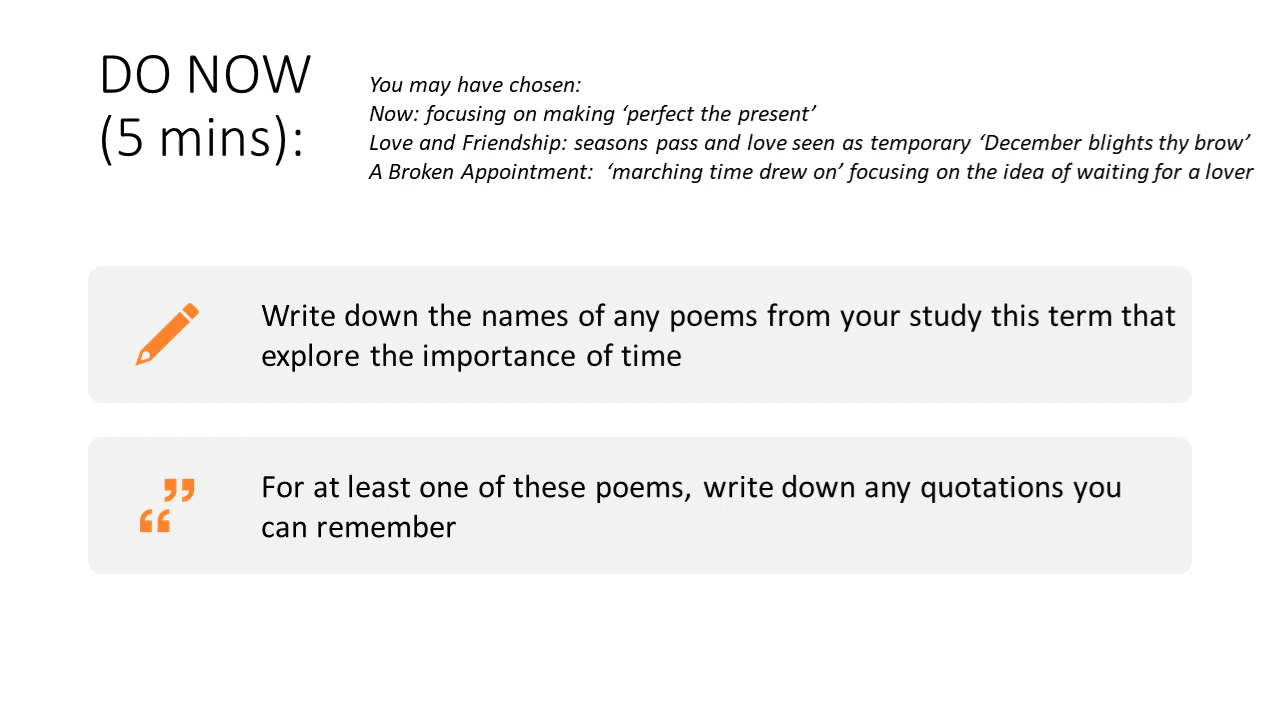 DO NOW
(5 mins):
You may have chosen:
Now: focusing on making ‘perfect the present’
Love and Friendship: seasons pass and love seen as temporary ‘December blights thy brow’
A Broken Appointment: ‘marching time drew on’ focusing on the idea of waiting for a lover
Write down the names of any poems from your study this term that
explore the importance of time
For at least one of these poems, write down any quotations you
can remember